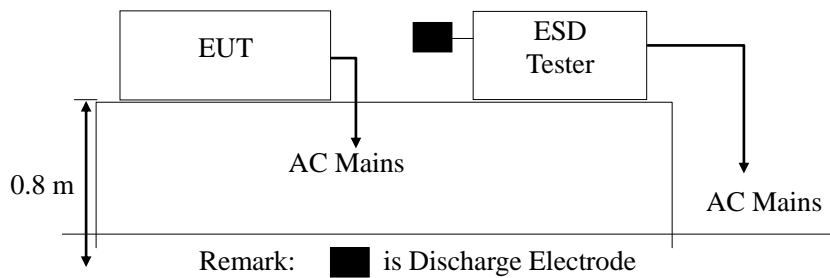 EUT
ESD
Tester
AC Mains
0.8 m
AC Mains
Remark: is Discharge Electrode